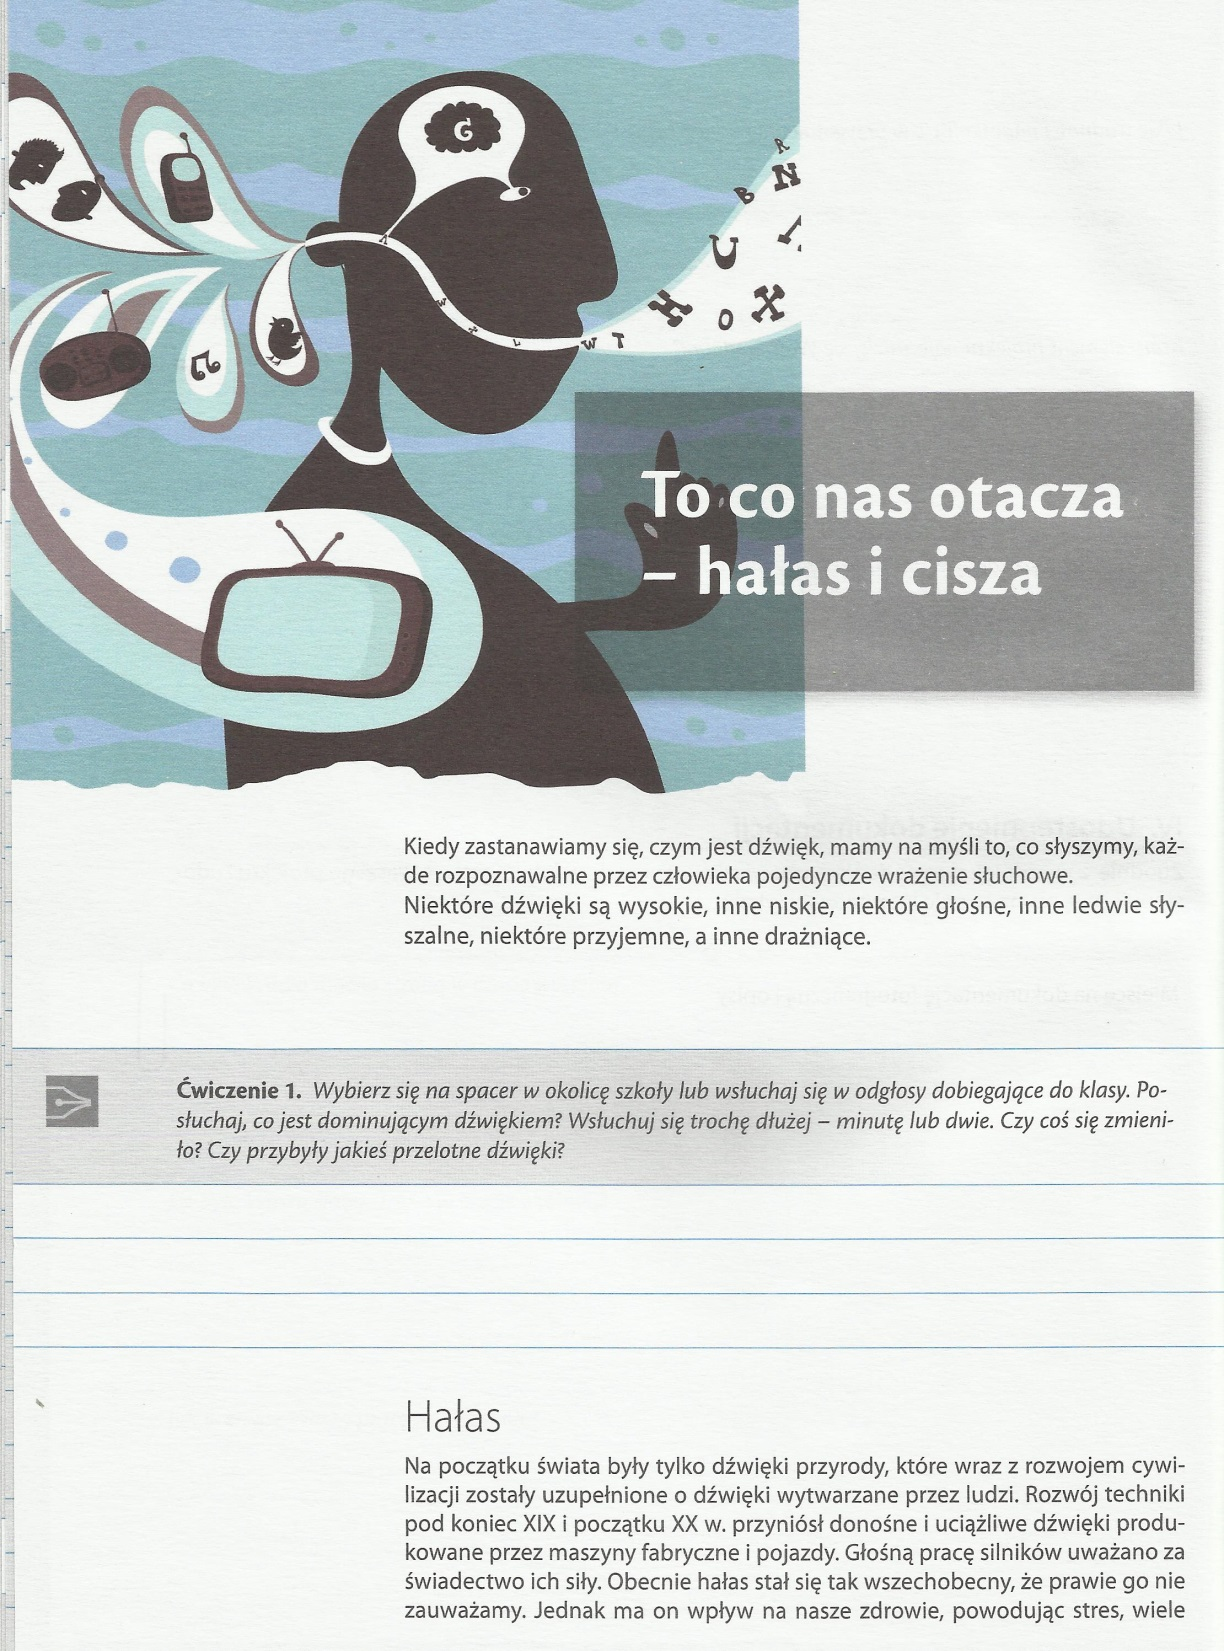 G
R
N
B
U
X
O
W T
L
To co nas otacza
– hałas i cisza
Kiedy zastanawiamy się, czym jest dźwięk, mamy na myśli to, co słyszymy, każ-
de rozpoznawalne przez człowieka pojedyncze wrażenie słuchowe.
Niektóre dźwięki są wysokie, inne niskie, niektóre głośne, inne ledwie sły-
szalne, niektóre przyjemne, a inne drażniące.
Ćwiczenie 1. Wybierz się na spacer w okolicę szkoły lub wsłuchaj się w odgłosy dobiegające do klasy. Po-
słuchaj, co jest dominującym dźwiękiem? Wsłuchuj się trochę dłużej – minutę lub dwie. Czy coś się zmieni-
ło? Czy przybyły jakieś przelotne dźwięki?
Hałas
Na początku świata były tylko dźwięki przyrody, które wraz z rozwojem cywi-
lizacji zostały uzupełnione o dźwięki wytwarzane przez ludzi. Rozwój techniki
pod koniec XIX i początku XX w. przyniósł donośne i uciążliwe dźwięki produ-
kowane przez maszyny fabryczne i pojazdy. Głośną pracę silników uważano za
świadectwo ich siły. Obecnie hałas stał się tak wszechobecny, że prawie go nie
zauważamy. Jednak ma on wpływ na nasze zdrowie, powodując stres, wiele